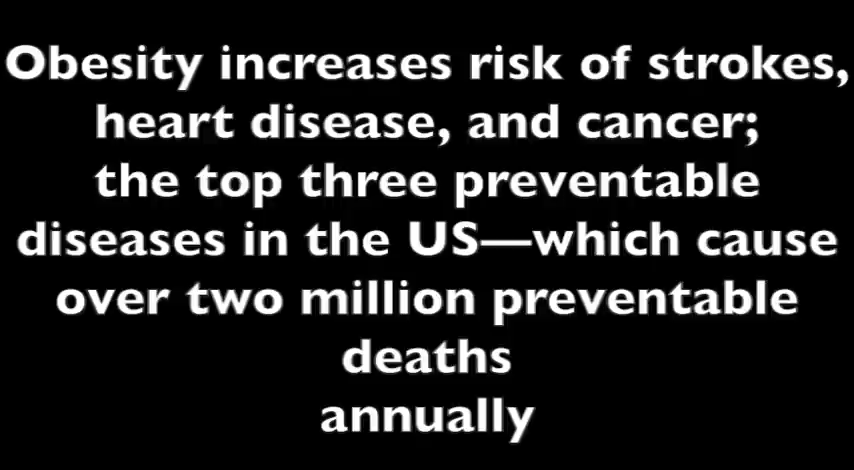 Obesity increases risk of strokes,
heart disease, and cancer;
the top three preventable
diseases in the US—which cause
over two million preventable
deaths
annually